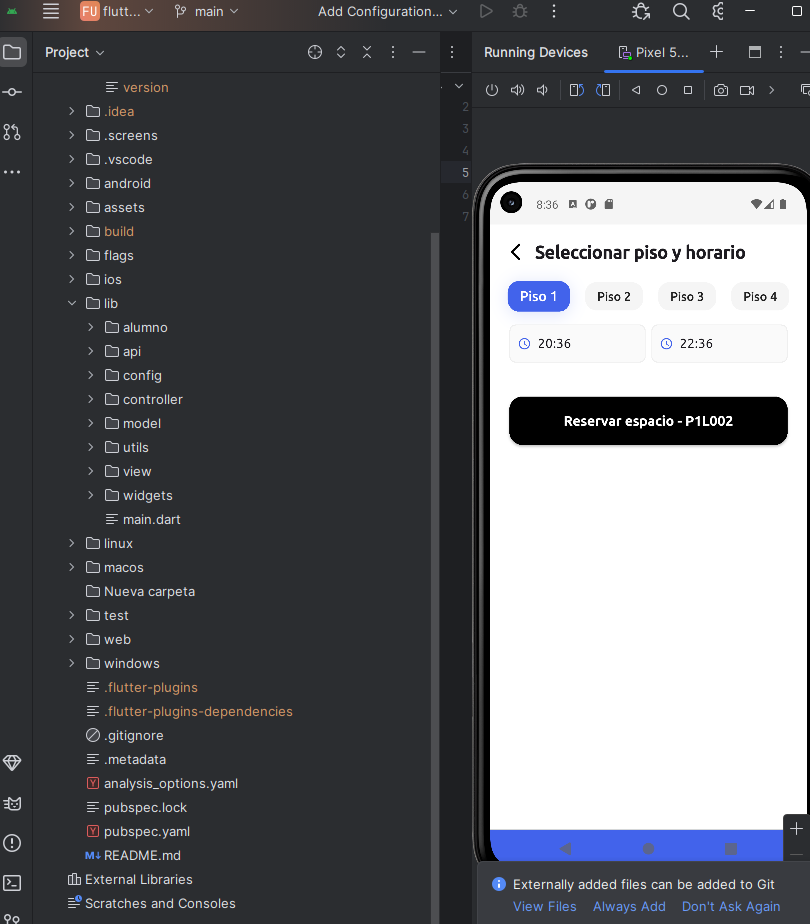 FU flutt...
main
Add Configuration...
Project
version
.idea
.screens
.vscode
android
assets
build
flags
ios
lib
alumno
api
config
controller
model
utils
view
widgets
main.dart
linux
macos
Nueva carpeta
test
web
windows
.flutter-plugins
.flutter-plugins-dependencies
.gitignore
.metadata
Y analysis_options.yaml
pubspec.lock
Y pubspec.yaml
M↓ README.md
External Libraries
Scratches and Consoles
2
3
4
5
6
7
Running Devices
Pixel 5...
8:36
Seleccionar piso y horario
Piso 1
Piso 2
Piso 3
Piso 4
20:36
22:36
Reservar espacio - P1L002
Externally added files can be added to Git
View Files
Always Add
Don't Ask Again